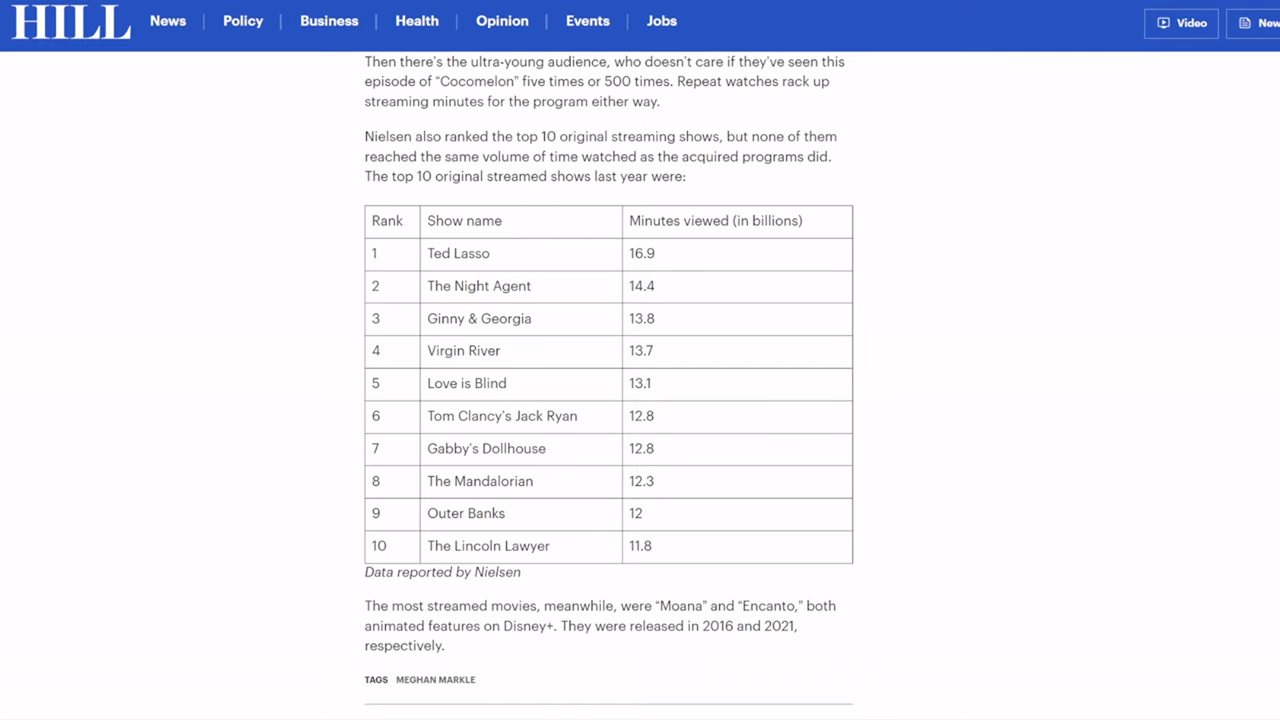 HILL News Policy Business Health Opinion Events Jobs Video New
Then there's the ultra-young audience, who doesn't care if they've seen this
episode of “Cocomelon” five times or 500 times. Repeat watches rack up
streaming minutes for the program either way.
Nielsen also ranked the top 10 original streaming shows, but none of them
reached the same volume of time watched as the acquired programs did.
The top 10 original streamed shows last year were:
Rank Show name Minutes viewed (in billions)
1 Ted Lasso 16.9
2 The Night Agent 14.4
3 Ginny & Georgia 13.8
4 Virgin River 13.7
5 Love is Blind 13.1
6 Tom Clancy's Jack Ryan 12.8
7 Gabby's Dollhouse 12.8
8 The Mandalorian 12.3
9 Outer Banks 12
10 The Lincoln Lawyer 11.8
Data reported by Nielsen
The most streamed movies, meanwhile, were “Moana” and “Encanto,” both
animated features on Disney+. They were released in 2016 and 2021,
respectively.
TAGS MEGHAN MARKLE